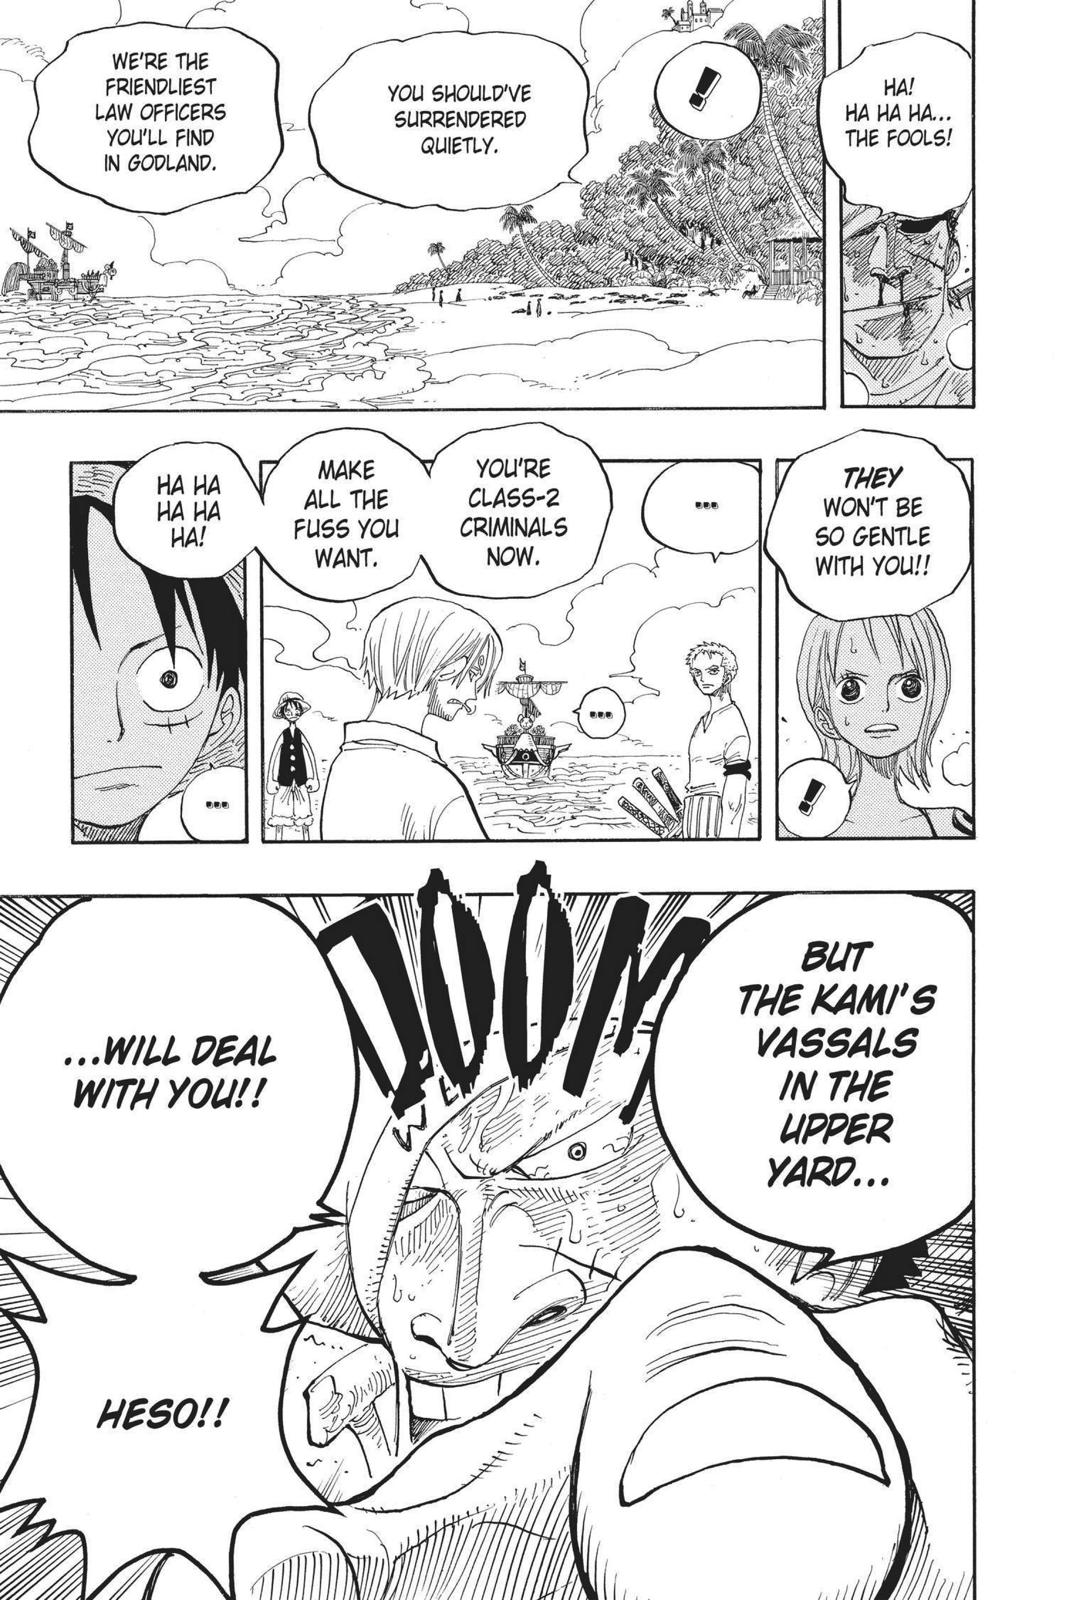 HA!
HA HA HA...
THE FOOLS!
!
YOU SHOULD'VE
SURRENDERED
QUIETLY.
WE'RE THE
FRIENDLIEST
LAW OFFICERS
YOU'LL FIND
IN GODLAND.
THEY
WON'T BE
SO GENTLE
WITH YOU!!
!
...
YOU'RE
CLASS-2
CRIMINALS
NOW.
...
MAKE
ALL THE
FUSS YOU
WANT.
HA HA
HA HA
HA!
...
BUT
THE KAMI'S
VASSALS
IN THE
UPPER
YARD...
DOOM
...WILL DEAL
WITH YOU!!
HESO!!